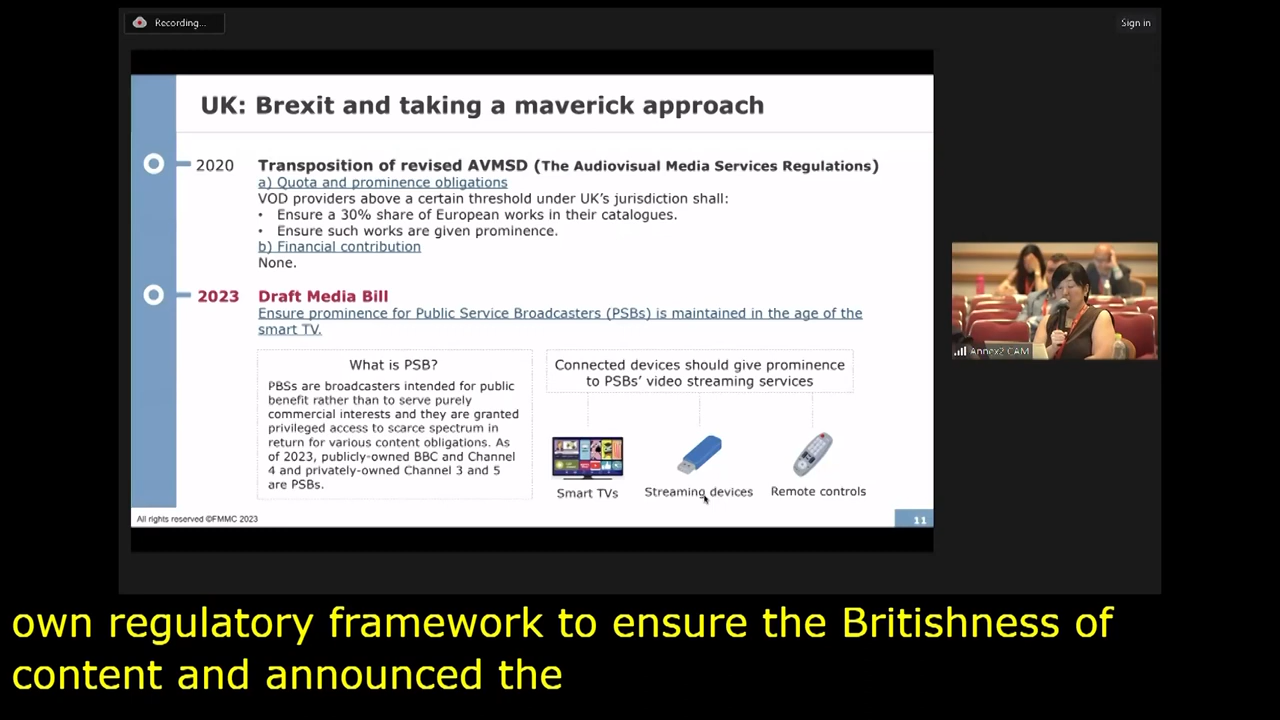 Recording...
Sign in
UK: Brexit and taking a maverick approach
2020
Transposition of revised AVMSD (The Audiovisual Media Services Regulations)
a) Quota and prominence obligations
VOD providers above a certain threshold under UK's jurisdiction shall:
• Ensure a 30% share of European works in their catalogues.
• Ensure such works are given prominence.
b) Financial contribution
None.
2023
Draft Media Bill
Ensure prominence for Public Service Broadcasters (PSBs) is maintained in the age of the
smart TV.
What is PSB?
PBSs are broadcasters intended for public
benefit rather than to serve purely
commercial interests and they are granted
privileged access to scarce spectrum in
return for various content obligations. As
of 2023, publicly-owned BBC and Channel
4 and privately-owned Channel 3 and 5
are PSBs.
Connected devices should give prominence
to PSBs' video streaming services
Smart TVs
Streaming devices
Remote controls
All rights reserved ©FMMC 2023
11
Annex2 CAM
own regulatory framework to ensure the Britishness of
content and announced the